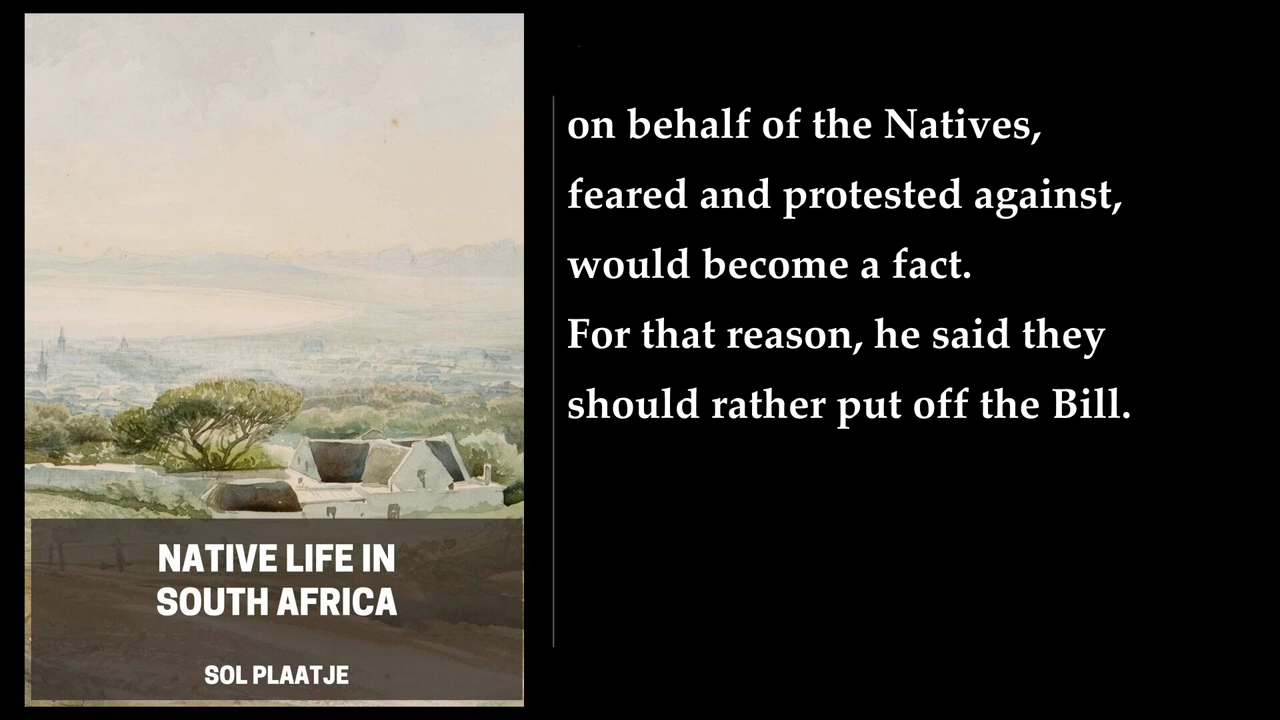 NATIVE LIFE IN
SOUTH AFRICA
SOL PLAATJE
on behalf of the Natives,
feared and protested against,
would become a fact.
For that reason, he said they
should rather put off the Bill.